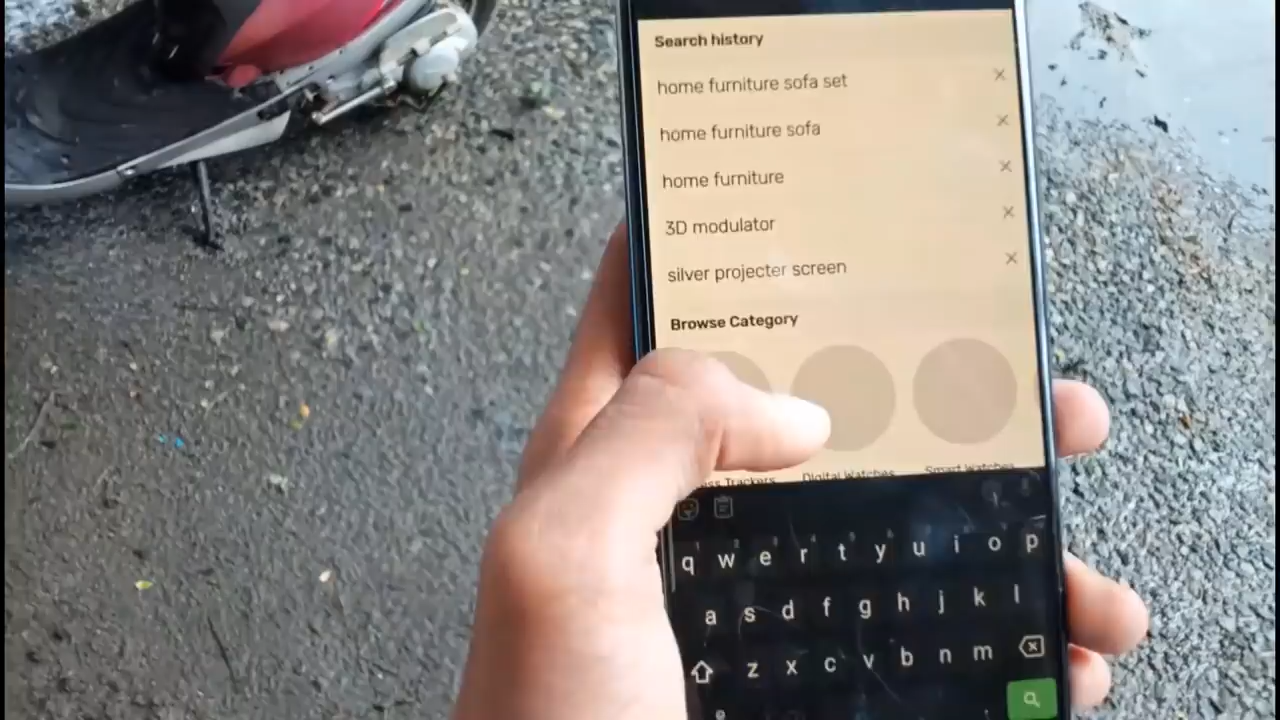 Search history
home furniture sofa set
home furniture sofa
home furniture
3D modulator
silver projecter screen
Browse Category
Trackers Digital Watches Smart Watches
q w e r t y u i o p
a s d f g h j k l
z x c v b n m